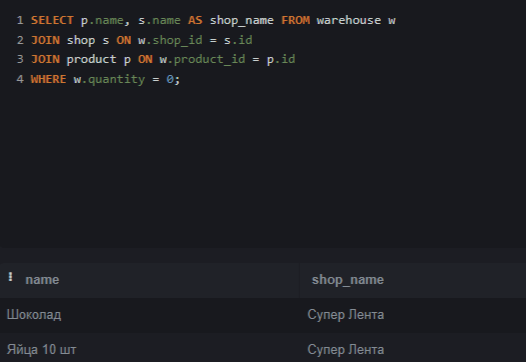 1 SELECT p.name, s.name AS shop_name FROM warehouse w
2 JOIN shop s ON w.shop_id = s.id
3 JOIN product p ON w.product_id = p.id
4 WHERE w.quantity = 0;
name shop_name
Шоколад Супер Лента
Яйца 10 шт Супер Лента